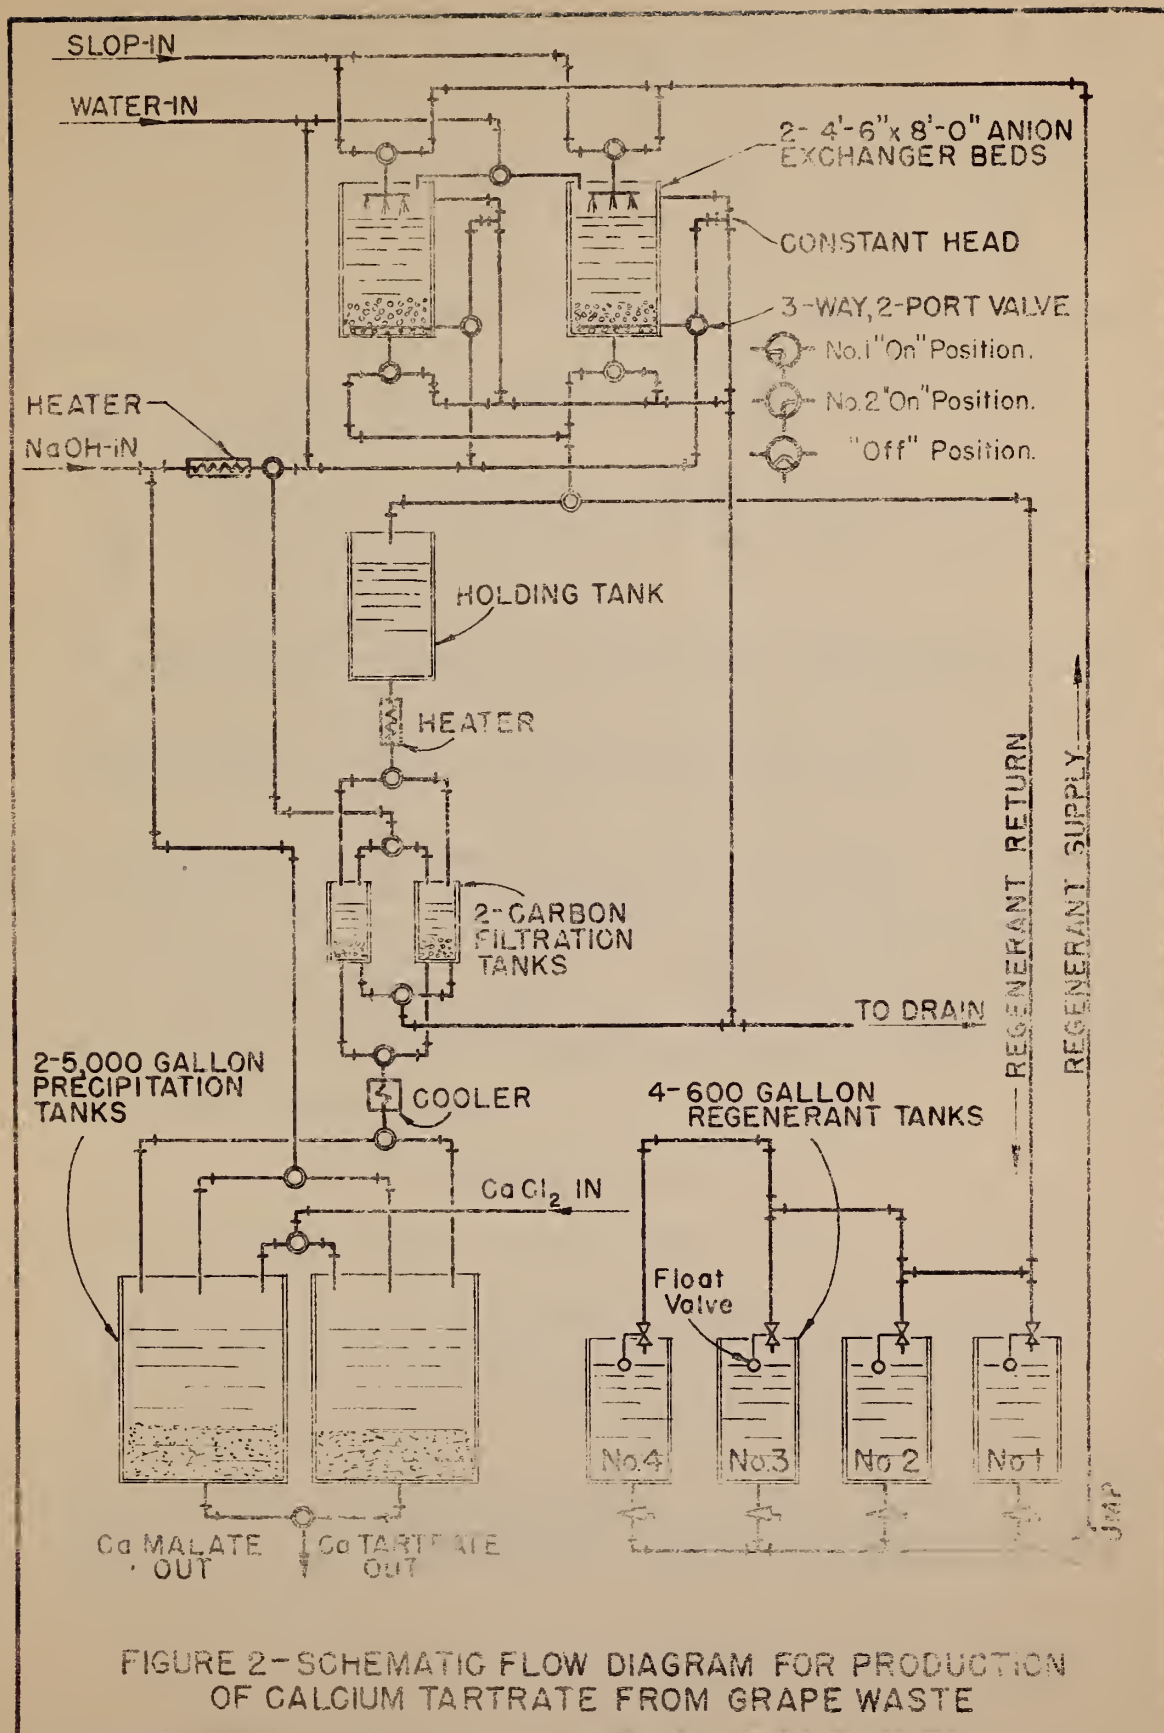 SLOP-IN
WATER-IN
2- 4'-6"x 8'-0" ANION
EXCHANGER BEDS
CONSTANT HEAD
3-WAY, 2-PORT VALVE
No.1 "On" Position.
No.2 "On" Position.
"Off" Position.
HEATER
NaOH-iN
HOLDING TANK
HEATER
REGENERANT RETURN
REGENERANT SUPPLY
2-CARBON
FILTRATION
TANKS
TO DRAIN
2-5,000 GALLON
PRECIPITATION
TANKS
COOLER
4-600 GALLON
REGENERANT TANKS
CaCl₂ IN
Float
Valve
No.4
No.3
No 2
No 1
Ca MALATE
OUT
Ca TARTRATE
OUT
FIGURE 2-SCHEMATIC FLOW DIAGRAM FOR PRODUCTION
OF CALCIUM TARTRATE FROM GRAPE WASTE